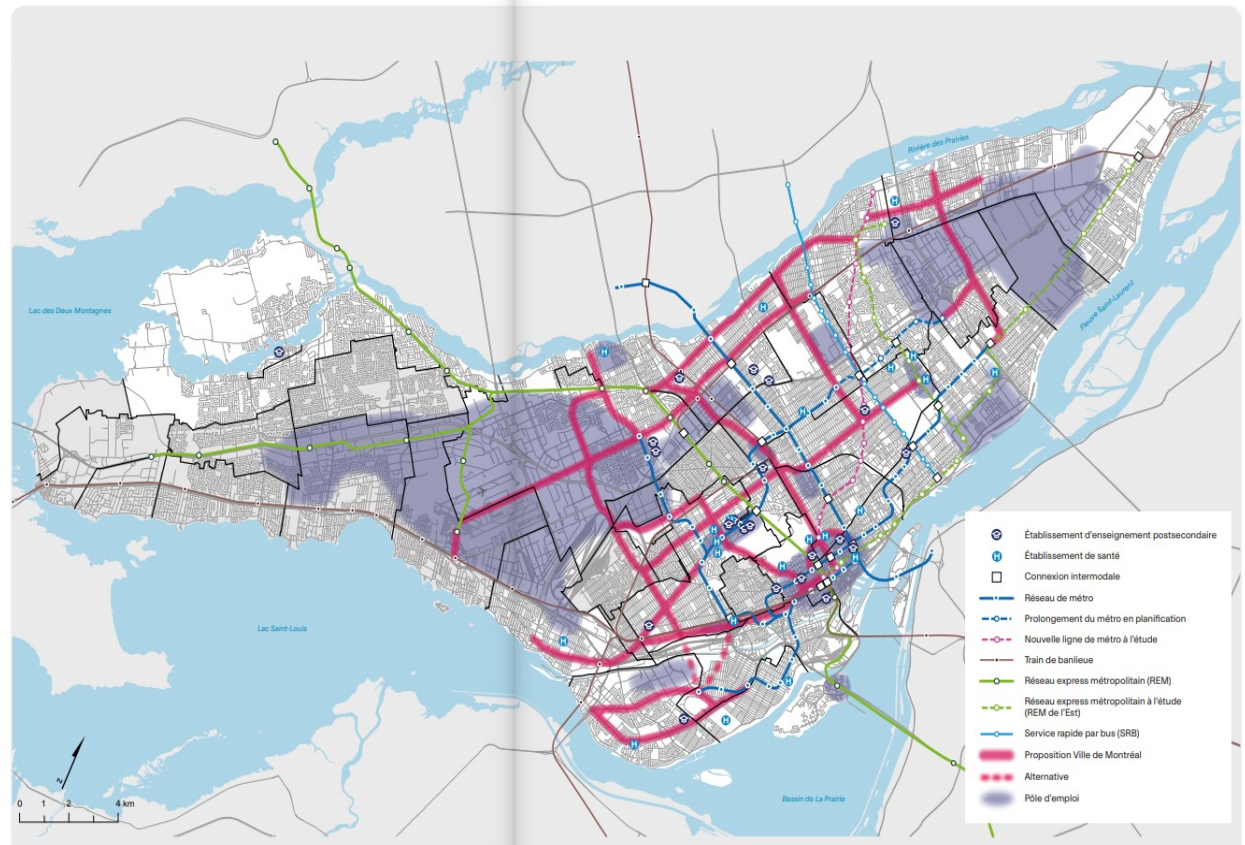 Rivière des Prairies
Lac des Deux Montagnes
Fleuve Saint-Laurent
Lac Saint-Louis
Bassin de La Prairie
N
0 1 2 4 km
Établissement d'enseignement postsecondaire
H Établissement de santé
Connexion intermodale
Réseau de métro
Prolongement du métro en planification
Nouvelle ligne de métro à l'étude
Train de banlieue
Réseau express métropolitain (REM)
Réseau express métropolitain à l'étude
(REM de l'Est)
Service rapide par bus (SRB)
Proposition Ville de Montréal
Alternative
Pôle d'emploi